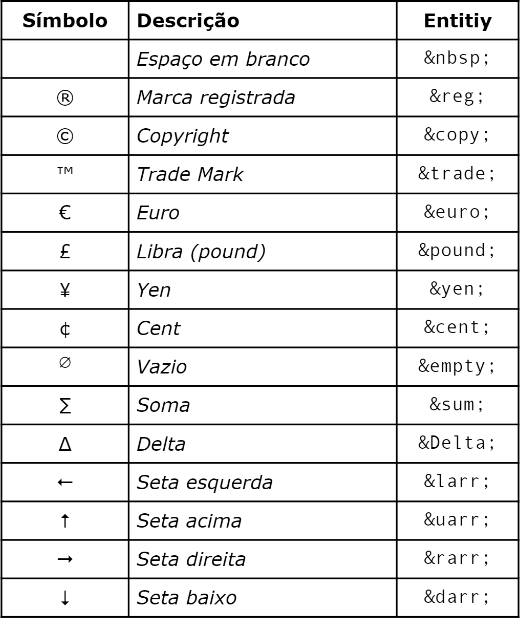 Símbolo Descrição Entitiy
Espaço em branco &nbsp;
® Marca registrada &reg;
© Copyright &copy;
™ Trade Mark &trade;
€ Euro &euro;
£ Libra (pound) &pound;
¥ Yen &yen;
¢ Cent &cent;
∅ Vazio &empty;
∑ Soma &sum;
Δ Delta &Delta;
← Seta esquerda &larr;
↑ Seta acima &uarr;
→ Seta direita &rarr;
↓ Seta baixo &darr;